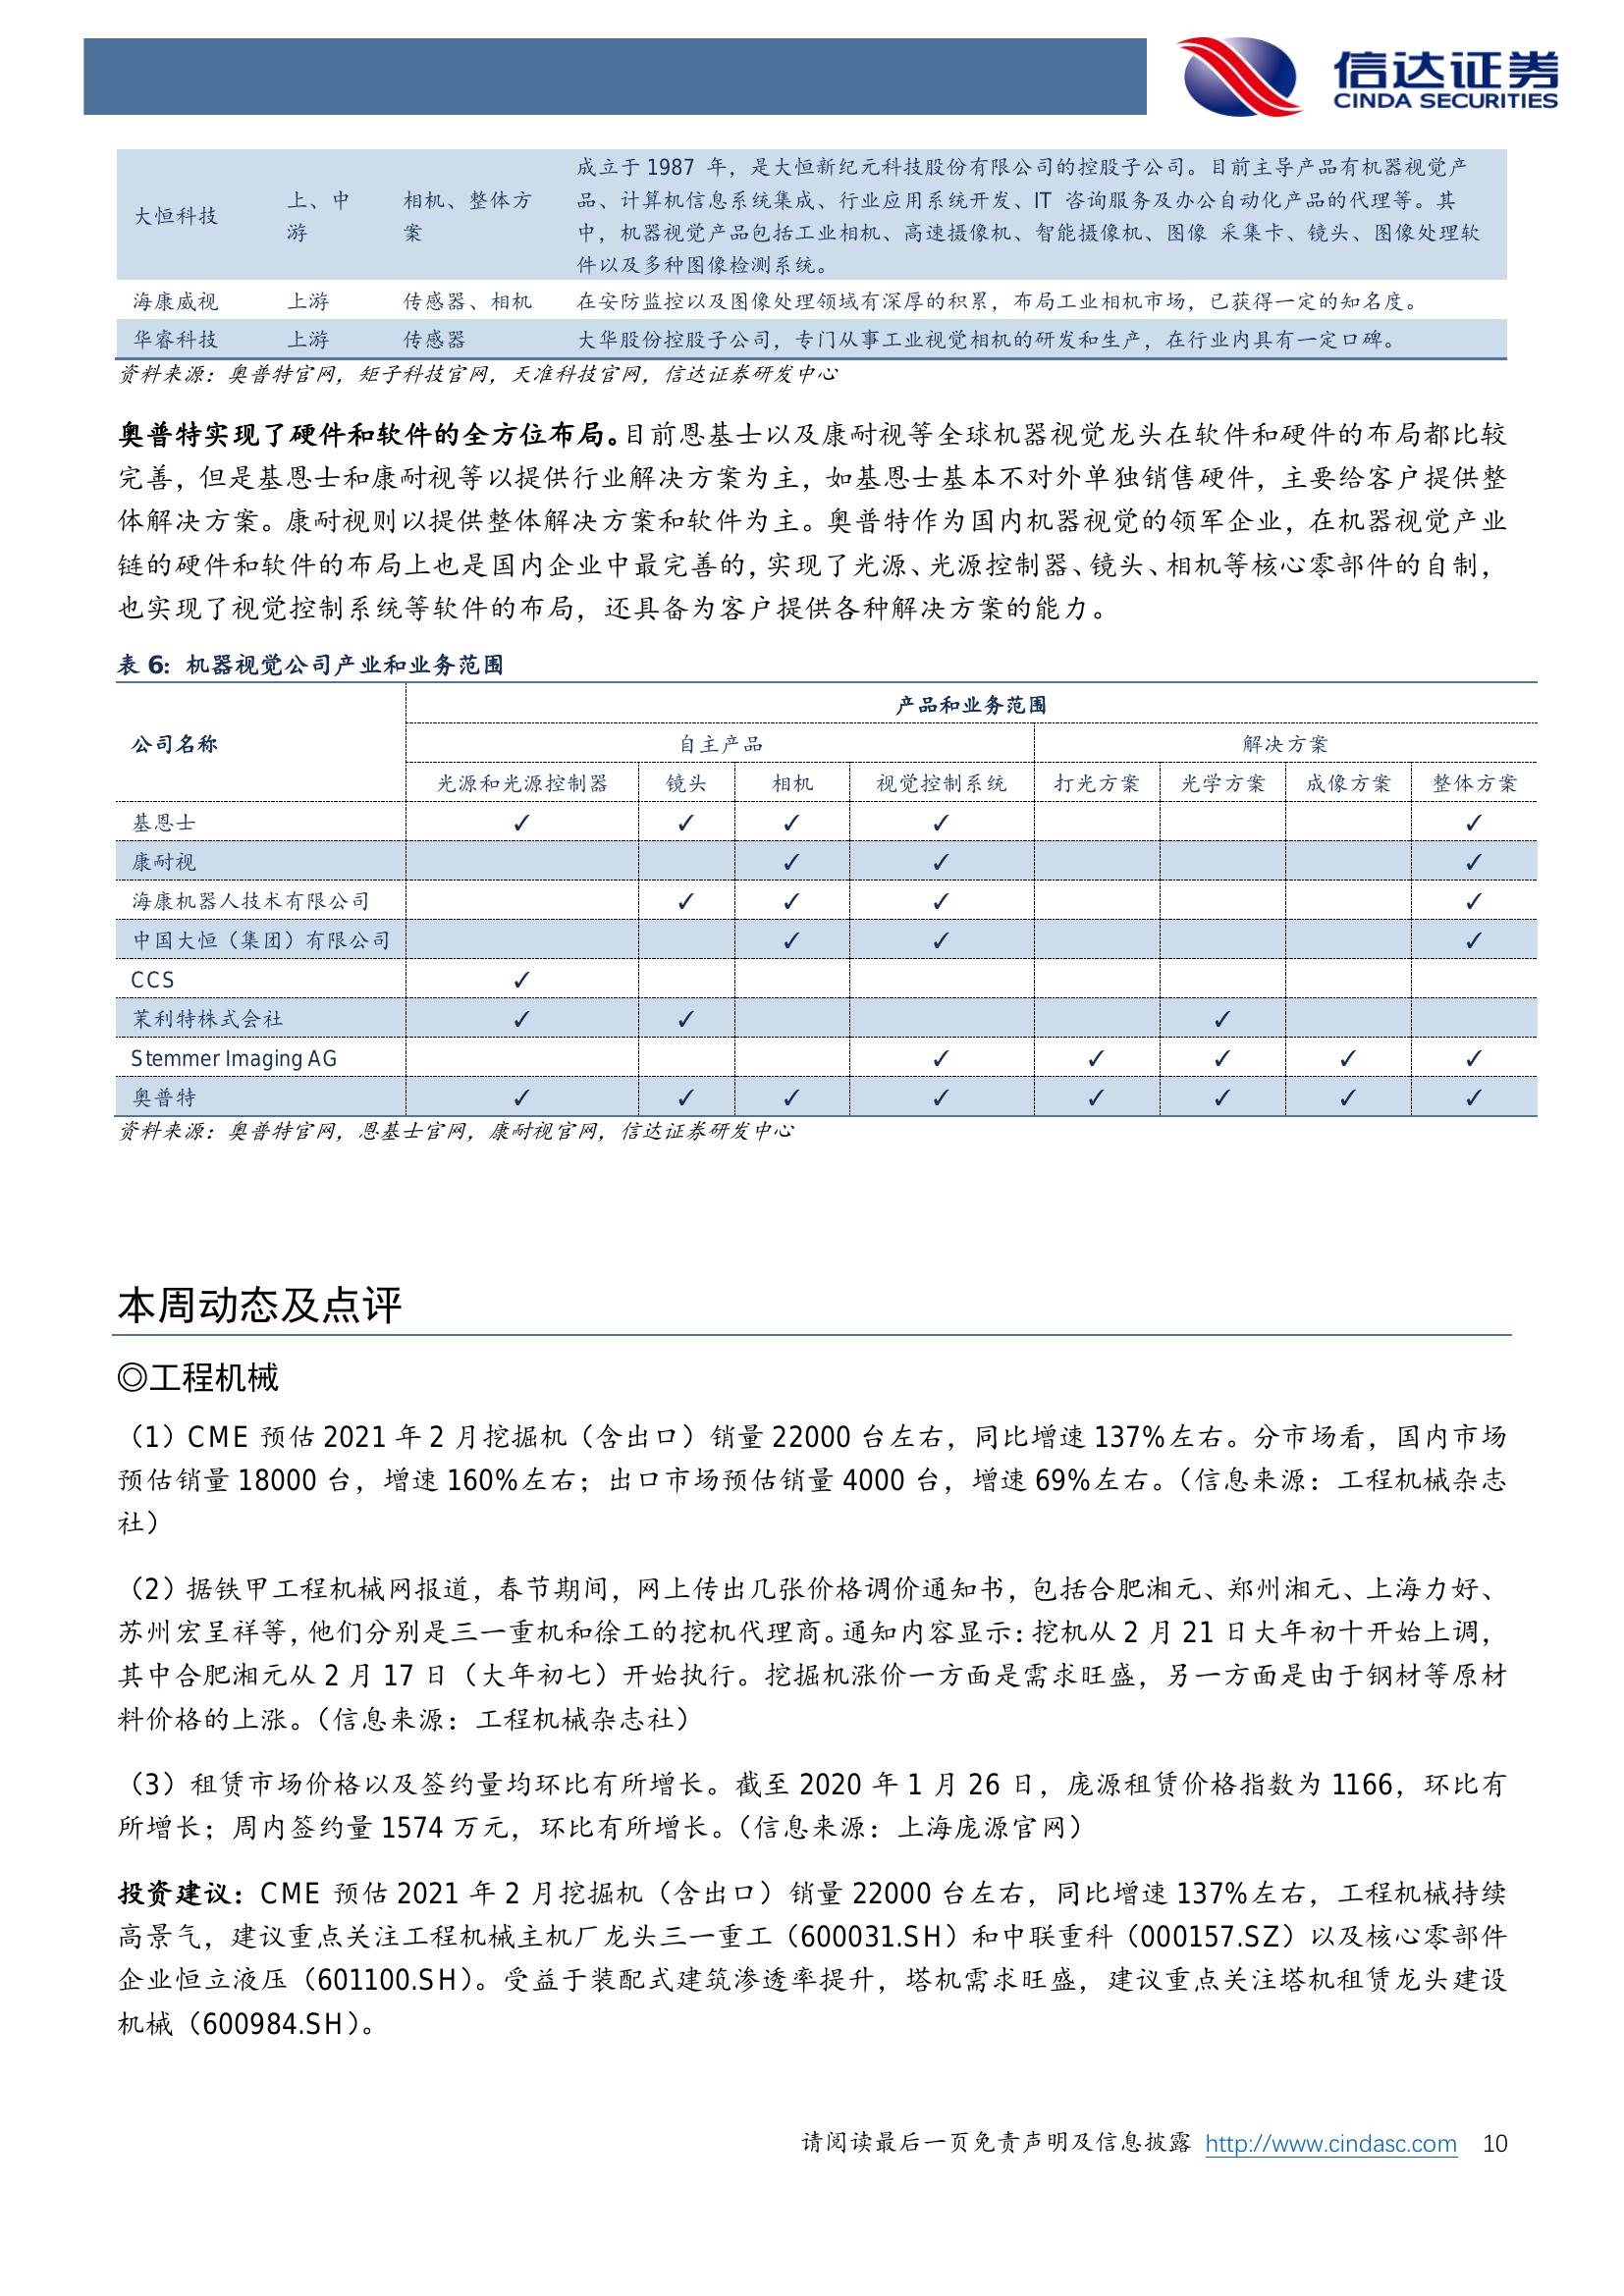 信达证券
CINDA SECURITIES
大恒科技 上、中游 相机、整体方案 成立于 1987 年，是大恒新纪元科技股份有限公司的控股子公司。目前主导产品有机器视觉产
品、计算机信息系统集成、行业应用系统开发、IT 咨询服务及办公自动化产品的代理等。其
中，机器视觉产品包括工业相机、高速摄像机、智能摄像机、图像 采集卡、镜头、图像处理软
件以及多种图像检测系统。
海康威视 上游 传感器、相机 在安防监控以及图像处理领域有深厚的积累，布局工业相机市场，已获得一定的知名度。
华睿科技 上游 传感器 大华股份控股子公司，专门从事工业视觉相机的研发和生产，在行业内具有一定口碑。
资料来源：奥普特官网，矩子科技官网，天准科技官网，信达证券研发中心
奥普特实现了硬件和软件的全方位布局。目前恩基士以及康耐视等全球机器视觉龙头在软件和硬件的布局都比较
完善，但是基恩士和康耐视等以提供行业解决方案为主，如基恩士基本不对外单独销售硬件，主要给客户提供整
体解决方案。康耐视则以提供整体解决方案和软件为主。奥普特作为国内机器视觉的领军企业，在机器视觉产业
链的硬件和软件的布局上也是国内企业中最完善的，实现了光源、光源控制器、镜头、相机等核心零部件的自制，
也实现了视觉控制系统等软件的布局，还具备为客户提供各种解决方案的能力。
表 6：机器视觉公司产业和业务范围
公司名称 产品和业务范围
自主产品 解决方案
光源和光源控制器 镜头 相机 视觉控制系统 打光方案 光学方案 成像方案 整体方案
基恩士 ✓ ✓ ✓ ✓ ✓
康耐视 ✓ ✓ ✓
海康机器人技术有限公司 ✓ ✓ ✓ ✓
中国大恒（集团）有限公司 ✓ ✓ ✓
CCS ✓
茉利特株式会社 ✓ ✓ ✓
Stemmer Imaging AG ✓ ✓ ✓ ✓ ✓
奥普特 ✓ ✓ ✓ ✓ ✓ ✓ ✓ ✓
资料来源：奥普特官网，恩基士官网，康耐视官网，信达证券研发中心
本周动态及点评
◎工程机械
（1）CME 预估 2021 年 2 月挖掘机（含出口）销量 22000 台左右，同比增速 137%左右。分市场看，国内市场
预估销量 18000 台，增速 160%左右；出口市场预估销量 4000 台，增速 69%左右。（信息来源：工程机械杂志
社）
（2）据铁甲工程机械网报道，春节期间，网上传出几张价格调价通知书，包括合肥湘元、郑州湘元、上海力好、
苏州宏呈祥等，他们分别是三一重机和徐工的挖机代理商。通知内容显示：挖机从 2 月 21 日大年初十开始上调，
其中合肥湘元从 2 月 17 日（大年初七）开始执行。挖掘机涨价一方面是需求旺盛，另一方面是由于钢材等原材
料价格的上涨。（信息来源：工程机械杂志社）
（3）租赁市场价格以及签约量均环比有所增长。截至 2020 年 1 月 26 日，庞源租赁价格指数为 1166，环比有
所增长；周内签约量 1574 万元，环比有所增长。（信息来源：上海庞源官网）
投资建议：CME 预估 2021 年 2 月挖掘机（含出口）销量 22000 台左右，同比增速 137%左右，工程机械持续
高景气，建议重点关注工程机械主机厂龙头三一重工（600031.SH）和中联重科（000157.SZ）以及核心零部件
企业恒立液压（601100.SH）。受益于装配式建筑渗透率提升，塔机需求旺盛，建议重点关注塔机租赁龙头建设
机械（600984.SH）。
请阅读最后一页免责声明及信息披露 http://www.cindasc.com 10